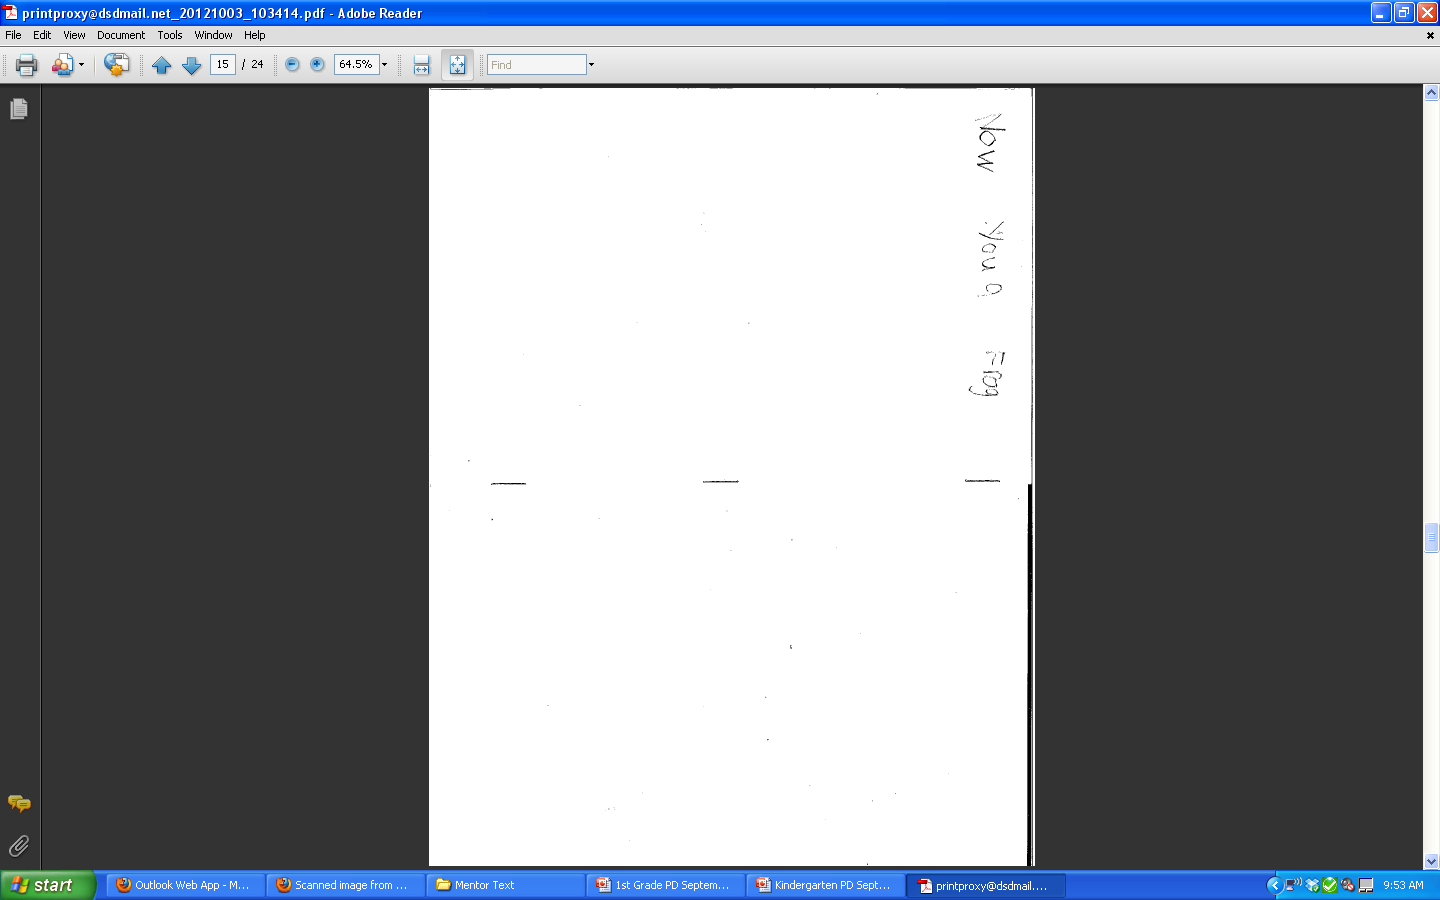 printproxy@dsdmail.net_20121003_103414.pdf - Adobe Reader
File Edit View Document Tools Window Help
15 / 24 64.5% Find
Now You a Frog
start Outlook Web App - M... Scanned image from ... Mentor Text 1st Grade PD Septem... Kindergarten PD Sept... printproxy@dsdmail.... 9:53 AM